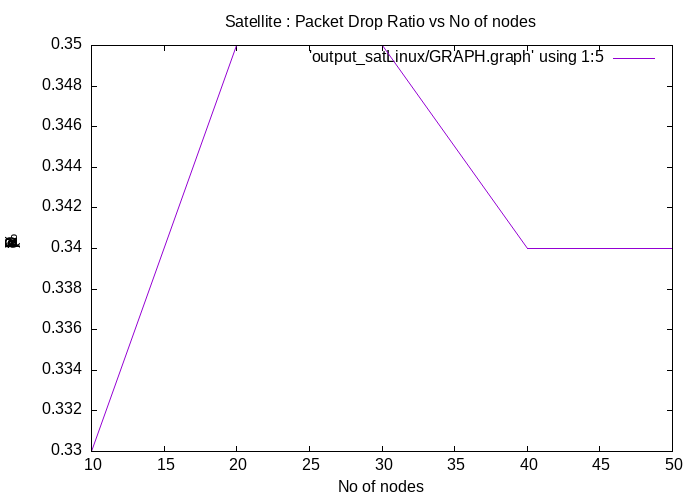 Satellite : Packet Drop Ratio vs No of nodes
'output_satLinux/GRAPH.graph' using 1:5
0.35
0.348
0.346
0.344
0.342
0.34
0.338
0.336
0.334
0.332
0.33
10 15 20 25 30 35 40 45 50
No of nodes